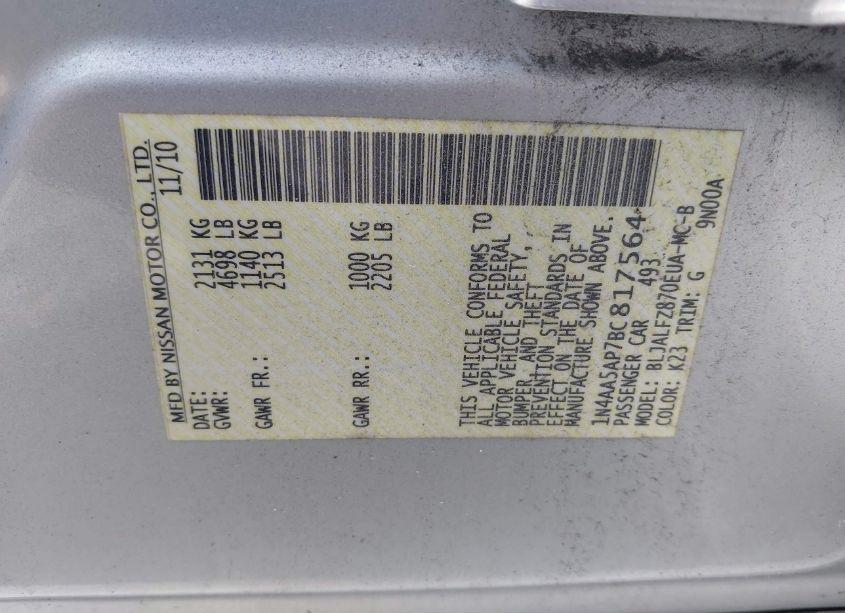 MFD BY NISSAN MOTOR CO., LTD.
DATE: 11/10
GVWR: 2131 KG
4698 LB
GAWR FR.: 1140 KG
2513 LB
GAWR RR.: 1000 KG
2205 LB
THIS VEHICLE CONFORMS TO
ALL APPLICABLE FEDERAL
MOTOR VEHICLE SAFETY,
BUMPER, AND THEFT
PREVENTION STANDARDS IN
EFFECT ON THE DATE OF
MANUFACTURE SHOWN ABOVE.
1N4AA5AP7BC817564
PASSENGER CAR 493
MODEL: BLJALFZ870EUA-MC-B
COLOR: K23 TRIM: G 9N00A